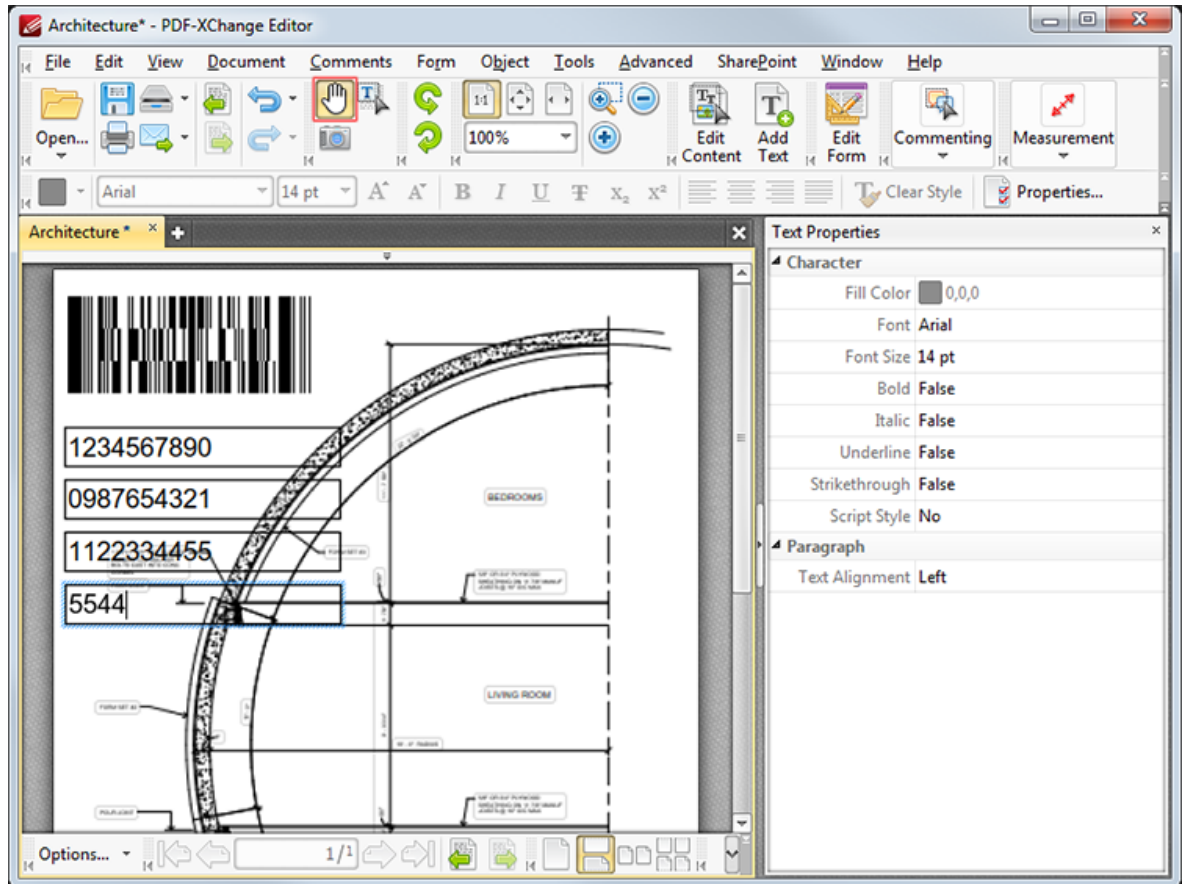 Architecture* - PDF-XChange Editor
File Edit View Document Comments Form Object Tools Advanced SharePoint Window Help
Open... 100% Edit Content Add Text Edit Form Commenting Measurement
Arial 14 pt A A B I U T X₂ X² Clear Style Properties...
Architecture *
Text Properties
Character
Fill Color 0,0,0
Font Arial
Font Size 14 pt
Bold False
Italic False
Underline False
Strikethrough False
Script Style No
Paragraph
Text Alignment Left
1234567890
0987654321
1122334455
5544
BEDROOMS
LIVING ROOM
Options... 1/1